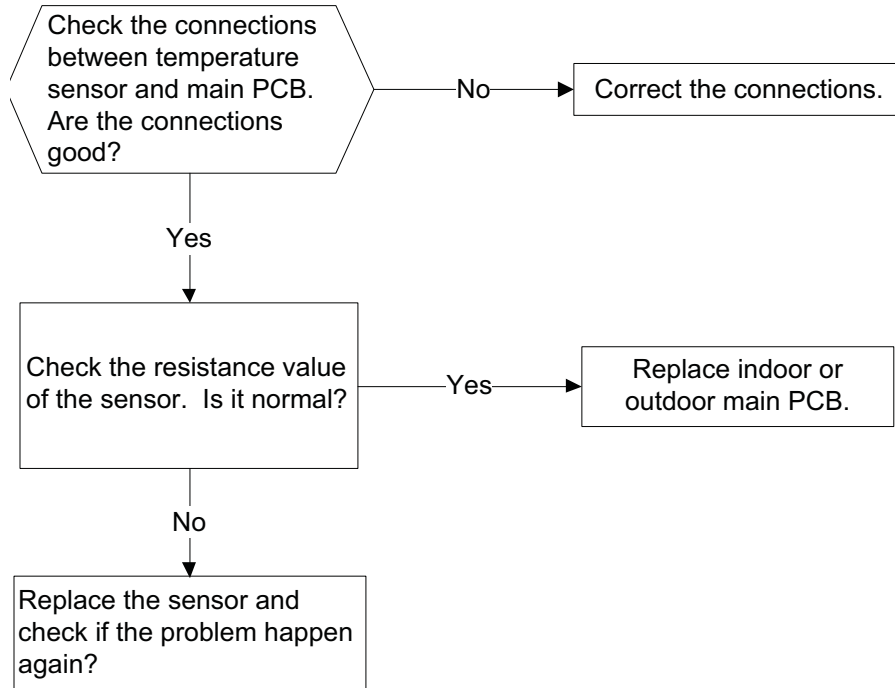 Check the connections
between temperature
sensor and main PCB.
Are the connections
good?
No
Correct the connections.
Yes
Check the resistance value
of the sensor.  Is it normal?
Yes
Replace indoor or
outdoor main PCB.
No
Replace the sensor and
check if the problem happen
again?